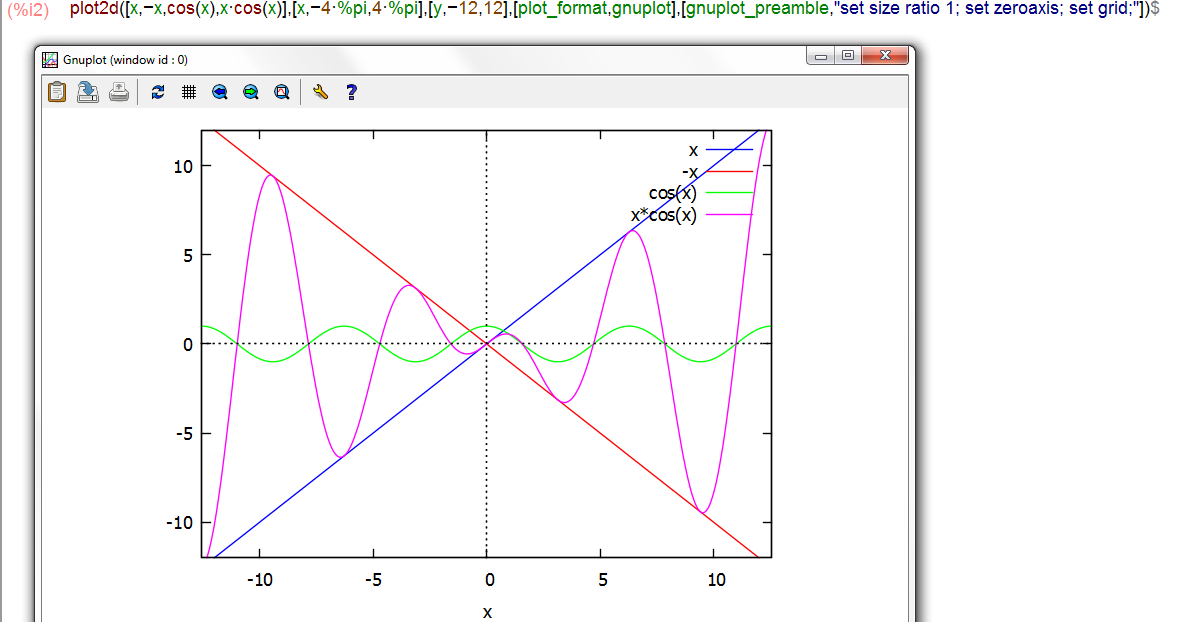 (%i2) plot2d([x,−x,cos(x),x·cos(x)],[x,−4·%pi,4·%pi],[y,−12,12],[plot_format,gnuplot],[gnuplot_preamble,"set size ratio 1; set zeroaxis; set grid;"])$
Gnuplot (window id : 0)
?
x
-x
cos(x)
x*cos(x)
10
5
0
-5
-10
-10 -5 0 5 10
x